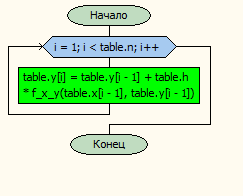 Начало
i = 1; i < table.n; i++
table.y[i] = table.y[i - 1] + table.h
* f_x_y(table.x[i - 1], table.y[i - 1])
Конец